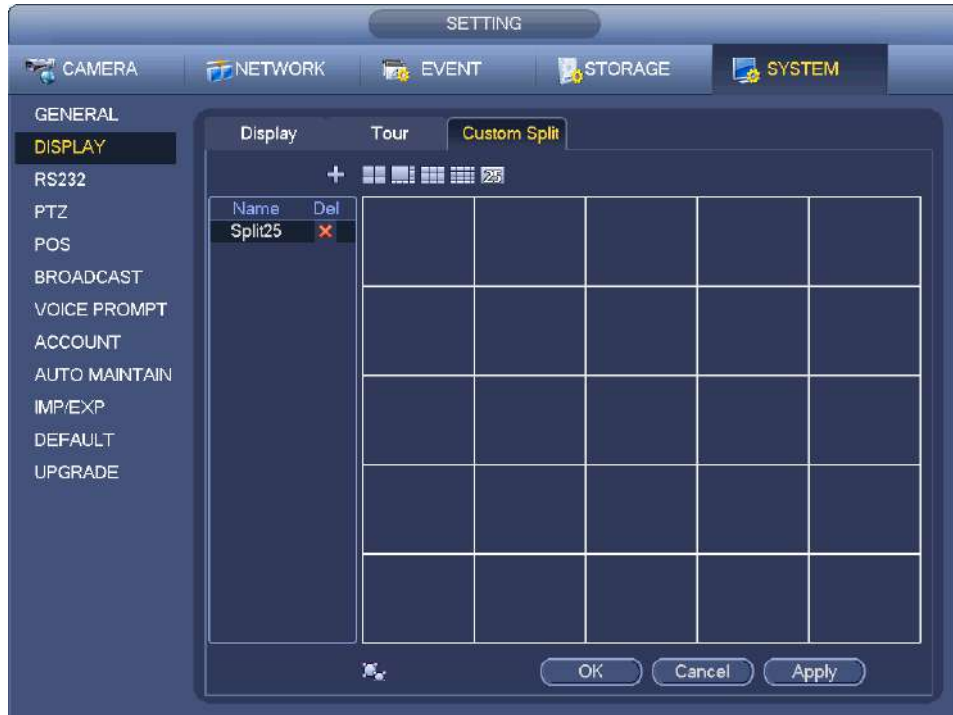 SETTING
CAMERA NETWORK EVENT STORAGE SYSTEM
GENERAL
DISPLAY
RS232
PTZ
POS
BROADCAST
VOICE PROMPT
ACCOUNT
AUTO MAINTAIN
IMP/EXP
DEFAULT
UPGRADE
Display Tour Custom Split
25
Name Del
Split25
OK Cancel Apply